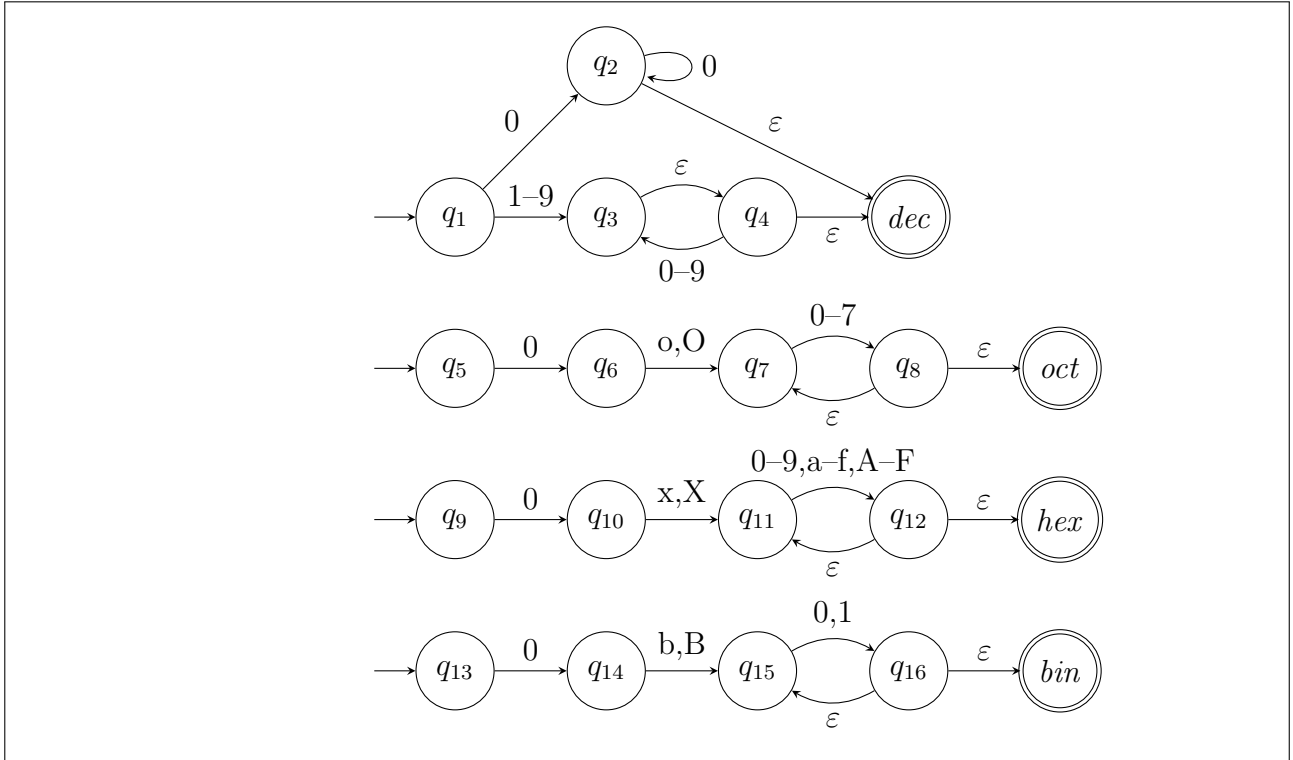 q2 0
0 ε
ε
q1 1–9 q3 q4 dec
ε
0–9
0–7
q5 0 q6 o,O q7 q8 ε oct
ε
0–9,a–f,A–F
q9 0 q10 x,X q11 q12 ε hex
ε
0,1
q13 0 q14 b,B q15 q16 ε bin
ε